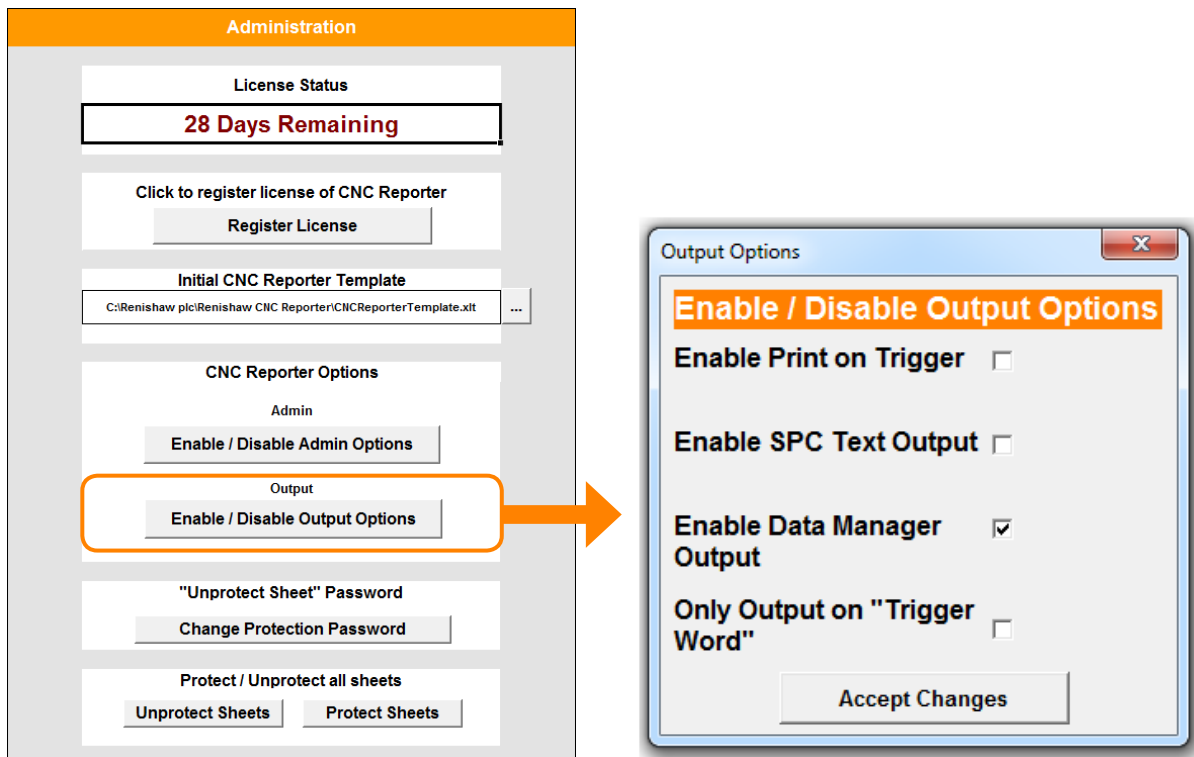 Administration
License Status
28 Days Remaining
Click to register license of CNC Reporter
Register License
Initial CNC Reporter Template
C:\Renishaw plc\Renishaw CNC Reporter\CNCReporterTemplate.xlt
...
CNC Reporter Options
Admin
Enable / Disable Admin Options
Output
Enable / Disable Output Options
"Unprotect Sheet" Password
Change Protection Password
Protect / Unprotect all sheets
Unprotect Sheets
Protect Sheets
Output Options
Enable / Disable Output Options
Enable Print on Trigger
Enable SPC Text Output
Enable Data Manager
Output
Only Output on "Trigger
Word"
Accept Changes